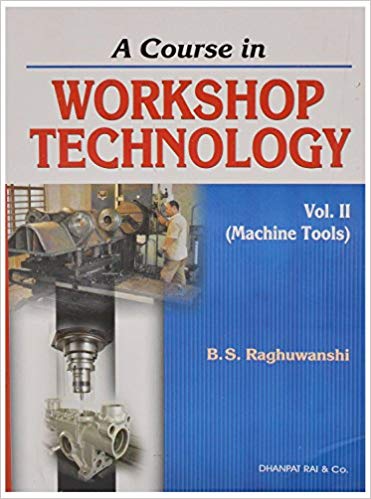 A Course in
WORKSHOP
TECHNOLOGY
Vol. II
(Machine Tools)
B.S. Raghuwanshi
DHANPAT RAI & CO.